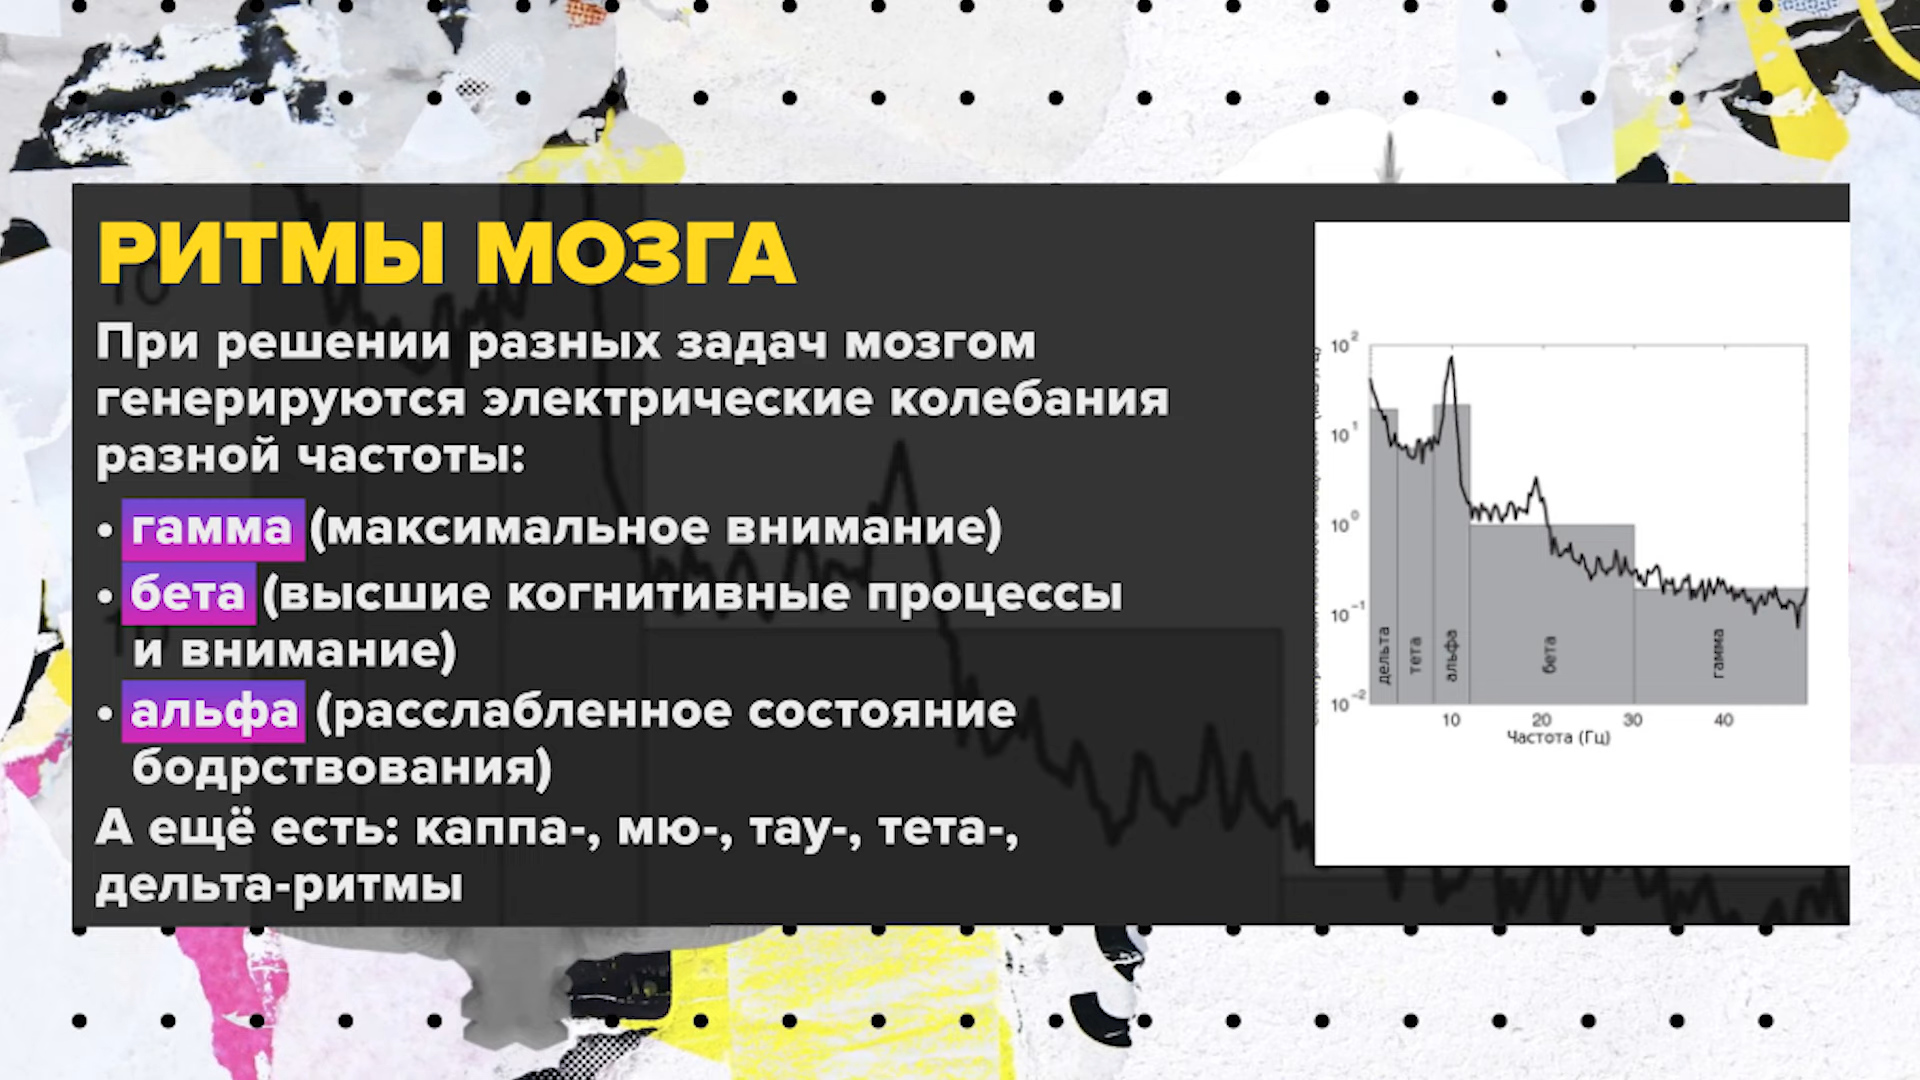 РИТМЫ МОЗГА
При решении разных задач мозгом
генерируются электрические колебания
разной частоты:
• гамма (максимальное внимание)
• бета (высшие когнитивные процессы
и внимание)
• альфа (расслабленное состояние
бодрствования)
А ещё есть: каппа-, мю-, тау-, тета-,
дельта-ритмы
10²
10¹
10⁰
10⁻¹
10⁻²
дельта
тета
альфа
бета
гамма
10 20 30 40
Частота (Гц)